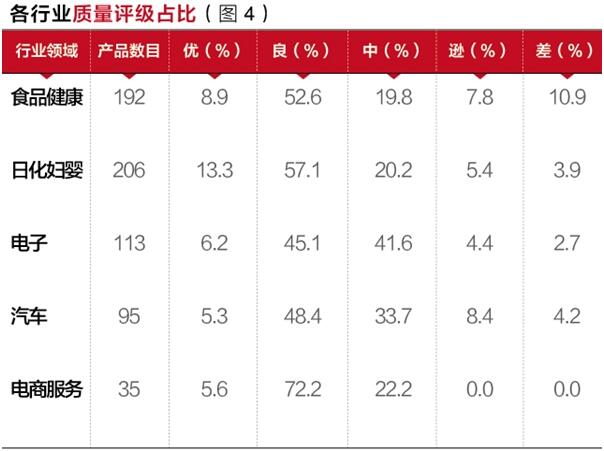 各行业质量评级占比（图 4）
行业领域 产品数目 优（%） 良（%） 中（%） 逊（%） 差（%）
食品健康 192 8.9 52.6 19.8 7.8 10.9
日化妇婴 206 13.3 57.1 20.2 5.4 3.9
电子 113 6.2 45.1 41.6 4.4 2.7
汽车 95 5.3 48.4 33.7 8.4 4.2
电商服务 35 5.6 72.2 22.2 0.0 0.0